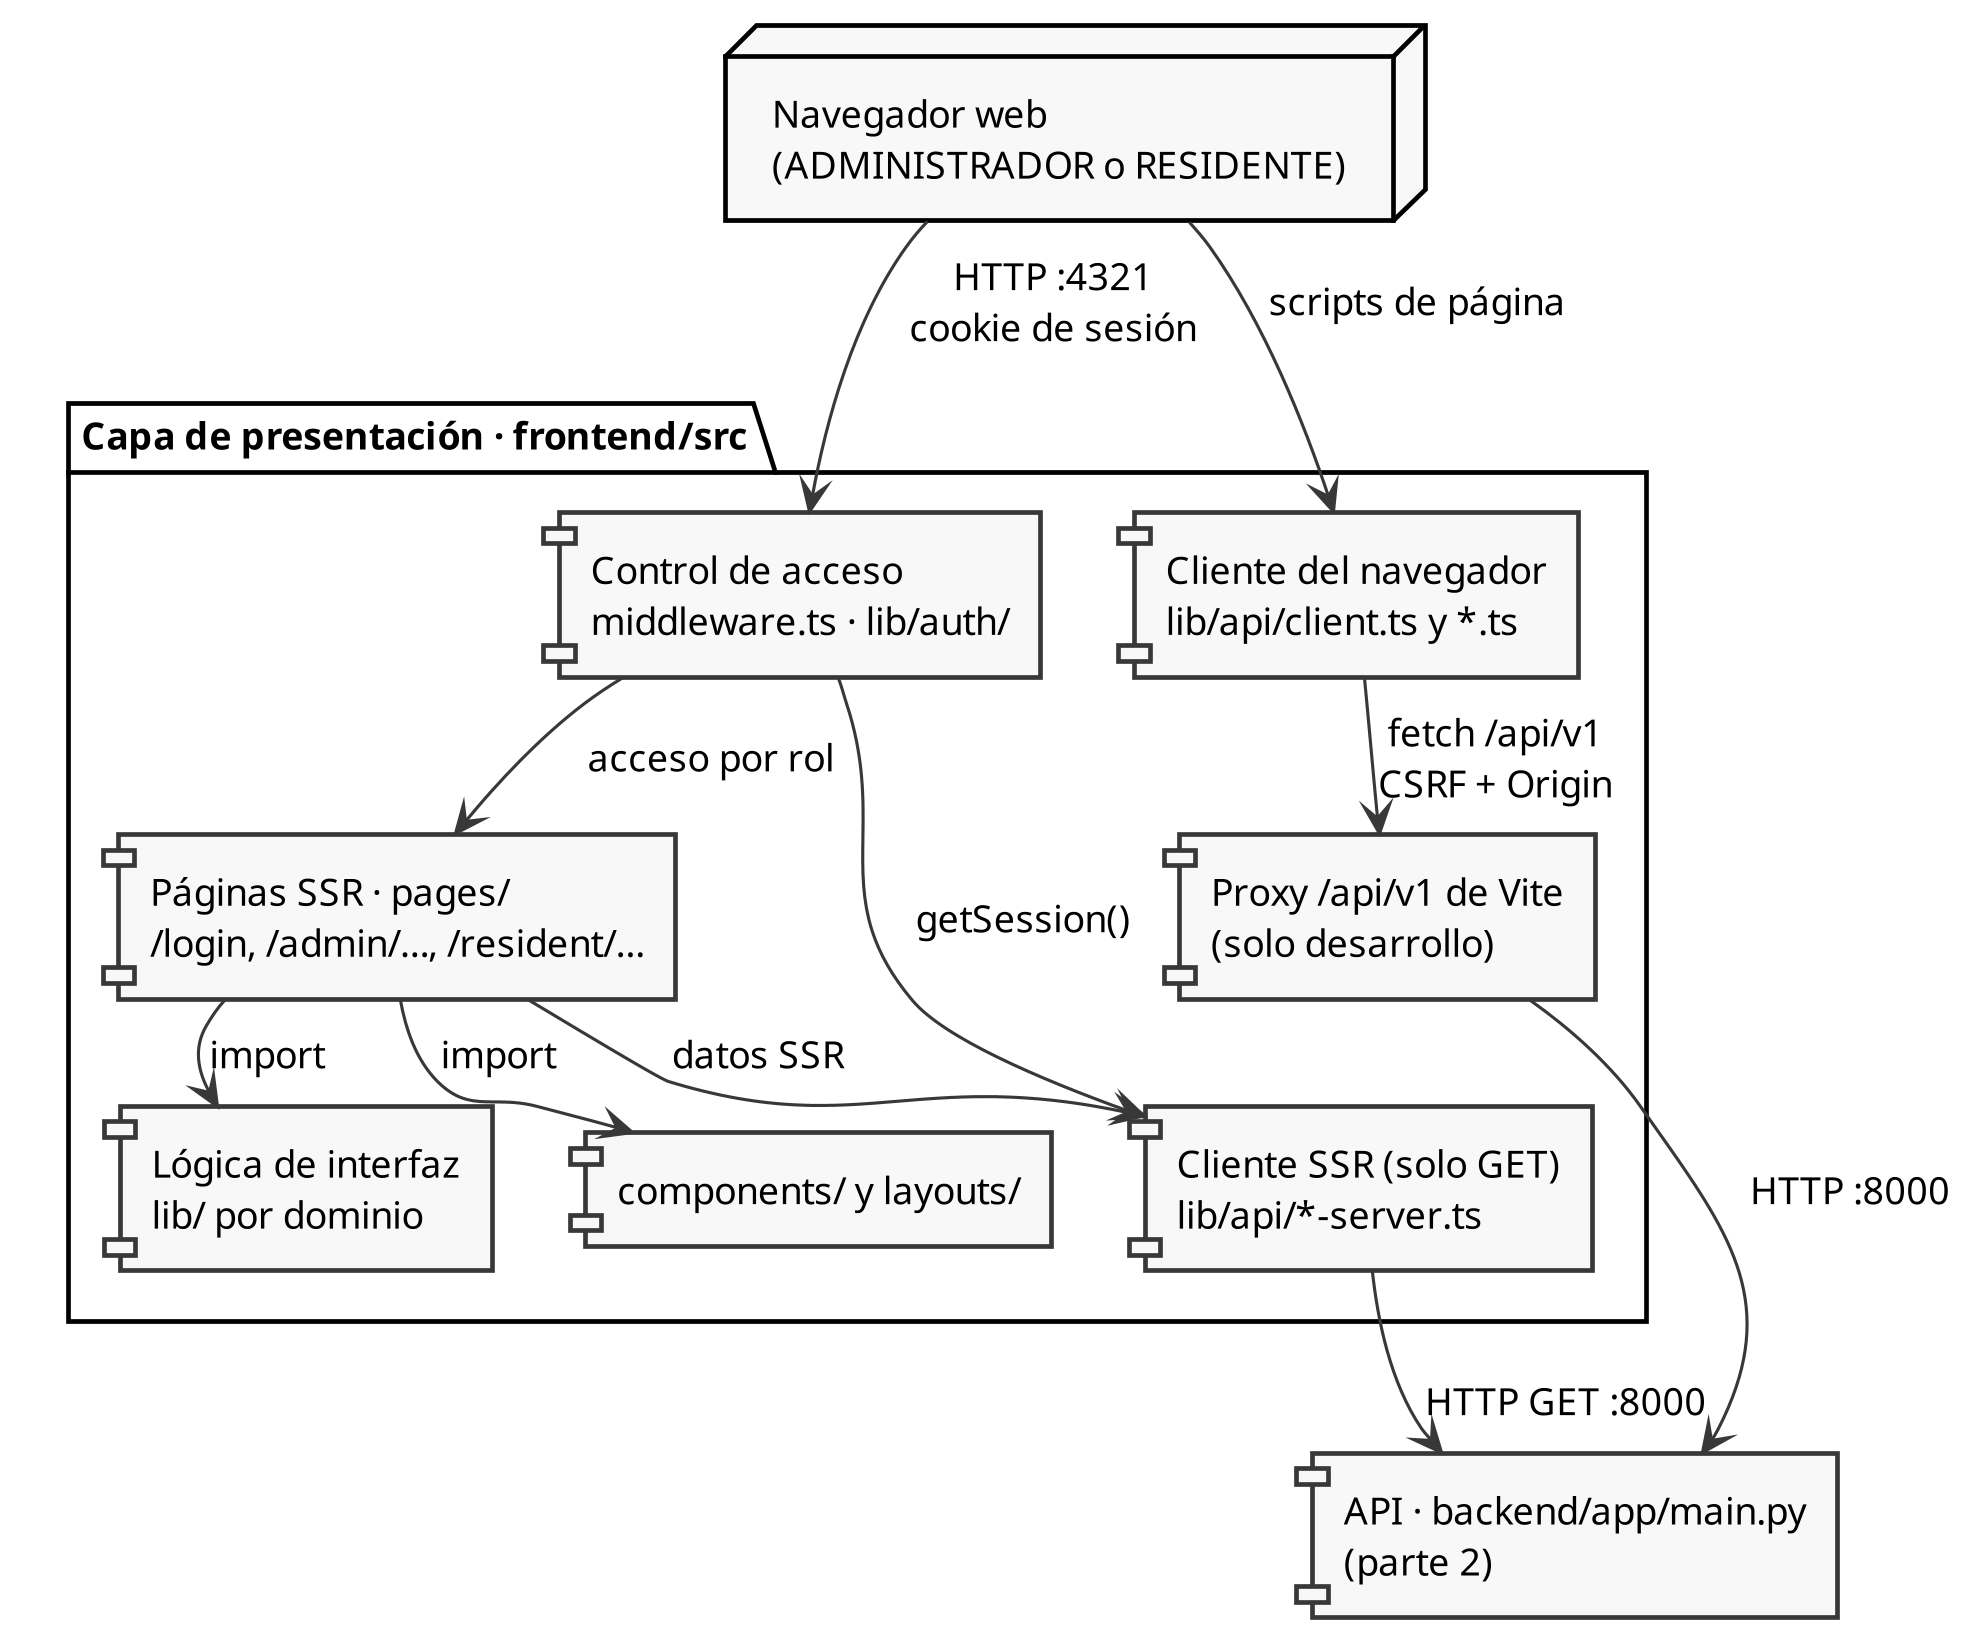 Navegador web
(ADMINISTRADOR o RESIDENTE)
HTTP :4321
cookie de sesión
scripts de página
Capa de presentación · frontend/src
Control de acceso
middleware.ts · lib/auth/
Cliente del navegador
lib/api/client.ts y *.ts
acceso por rol
fetch /api/v1
CSRF + Origin
Páginas SSR · pages/
/login, /admin/..., /resident/...
getSession()
Proxy /api/v1 de Vite
(solo desarrollo)
import
import
datos SSR
Lógica de interfaz
lib/ por dominio
components/ y layouts/
Cliente SSR (solo GET)
lib/api/*-server.ts
HTTP :8000
HTTP GET :8000
API · backend/app/main.py
(parte 2)